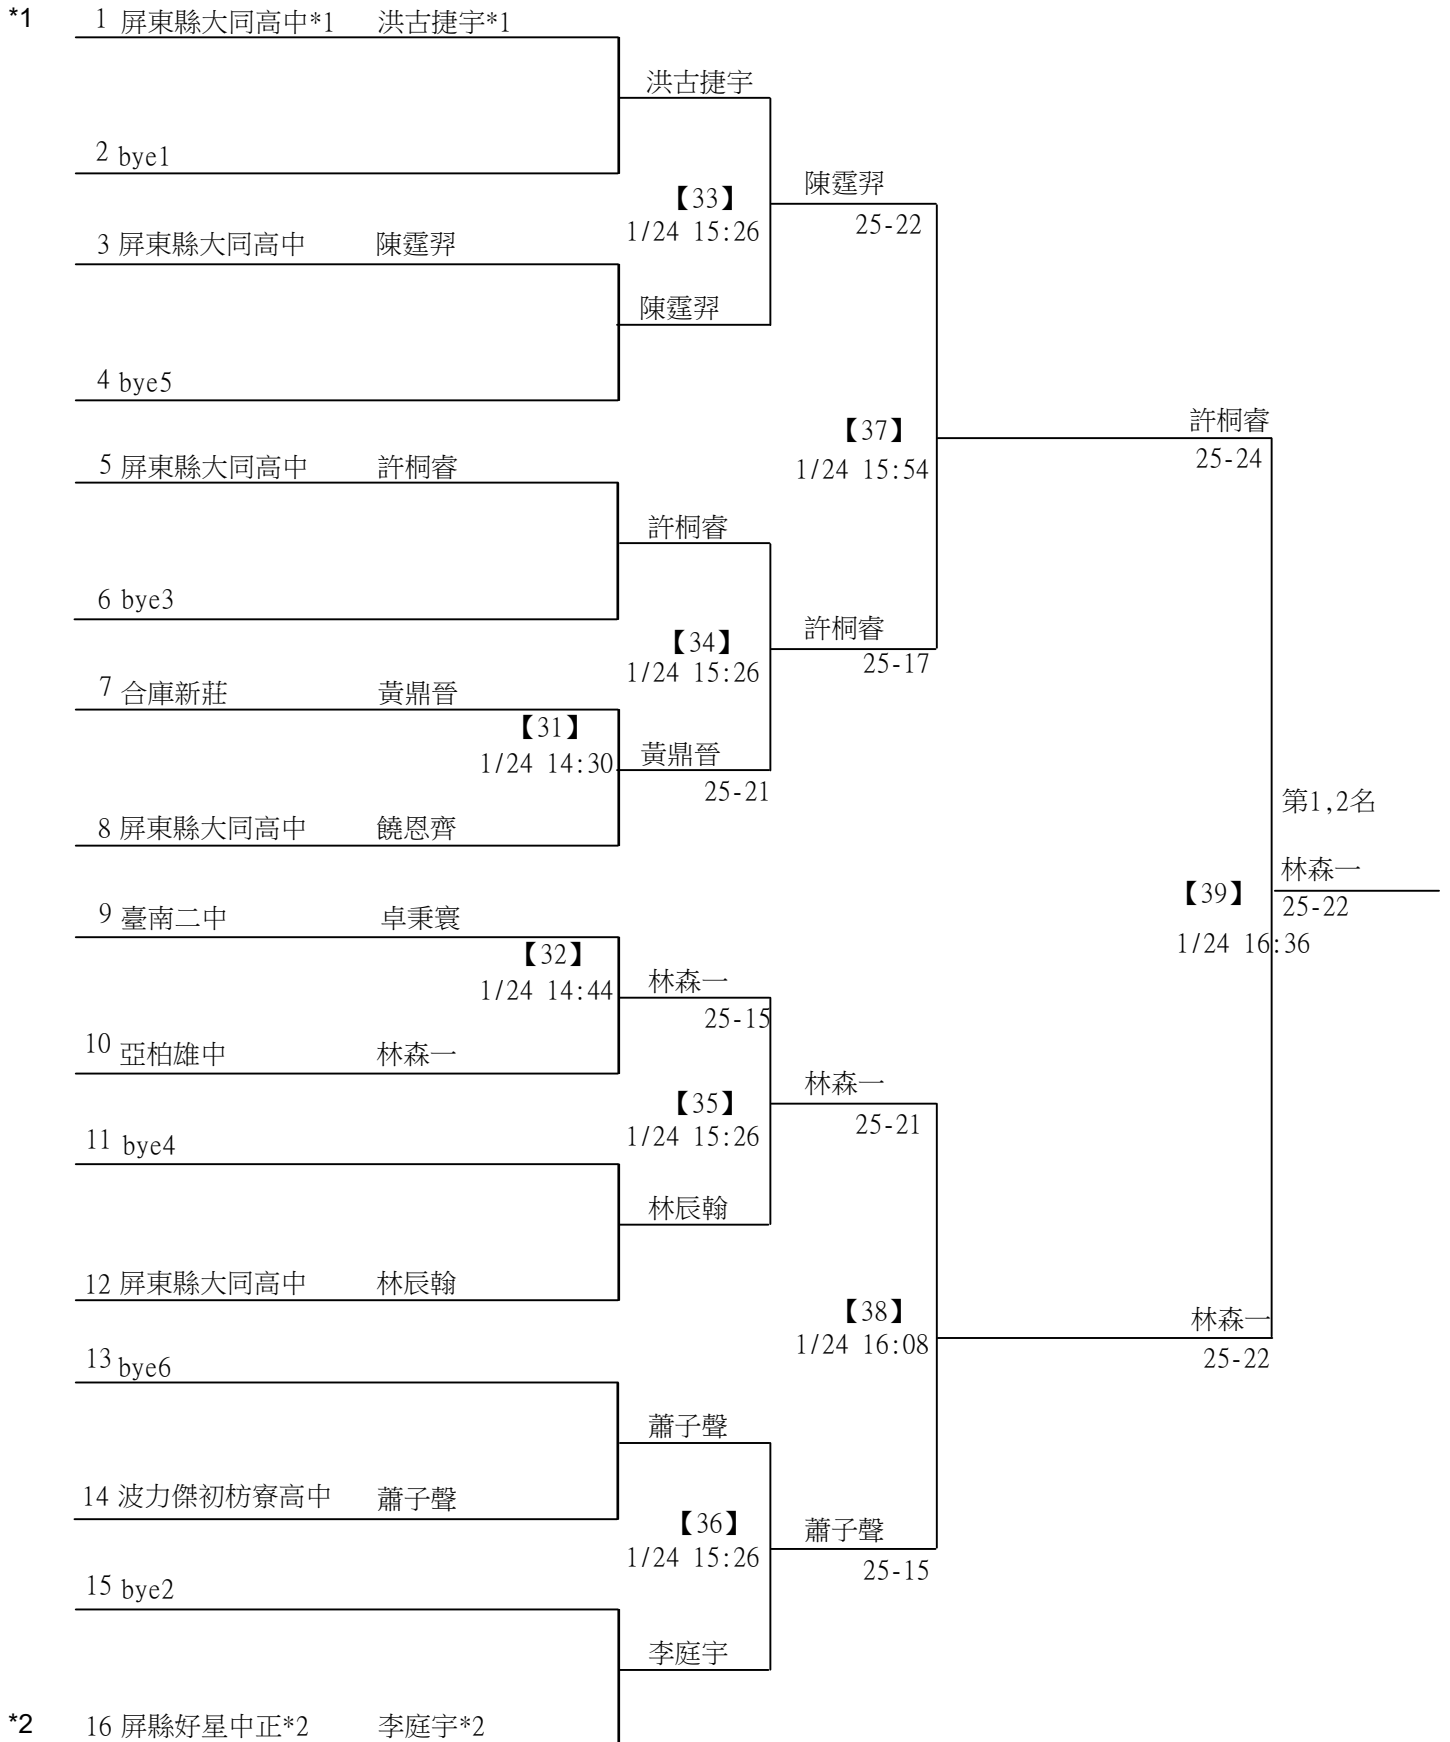 *1 1 屏東縣大同高中*1 洪古捷宇*1
洪古捷宇
2 bye1
【33】
1/24 15:26
陳霆羿
25-22
3 屏東縣大同高中 陳霆羿
陳霆羿
4 bye5
【37】
1/24 15:54
許桐睿
25-24
5 屏東縣大同高中 許桐睿
許桐睿
6 bye3
【34】
1/24 15:26
許桐睿
25-17
7 合庫新莊 黃鼎晉
【31】
1/24 14:30
黃鼎晉
25-21
8 屏東縣大同高中 饒恩齊
第1,2名
林森一
【39】
25-22
1/24 16:36
9 臺南二中 卓秉寰
【32】
1/24 14:44
林森一
25-15
10 亞柏雄中 林森一
【35】
1/24 15:26
林森一
25-21
11 bye4
林辰翰
12 屏東縣大同高中 林辰翰
【38】
1/24 16:08
林森一
25-22
13 bye6
蕭子聲
14 波力傑初枋寮高中 蕭子聲
【36】
1/24 15:26
蕭子聲
25-15
15 bye2
李庭宇
*2 16 屏縣好星中正*2 李庭宇*2